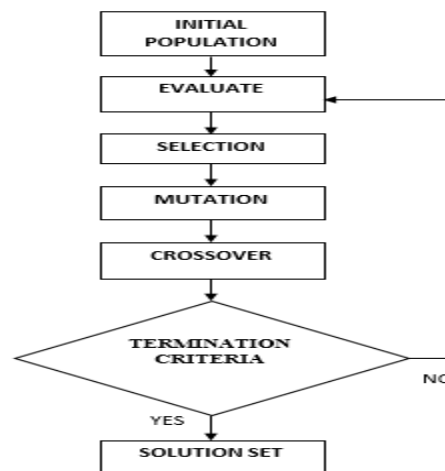 INITIAL
POPULATION
EVALUATE
SELECTION
MUTATION
CROSSOVER
TERMINATION
CRITERIA
NO
YES
SOLUTION SET